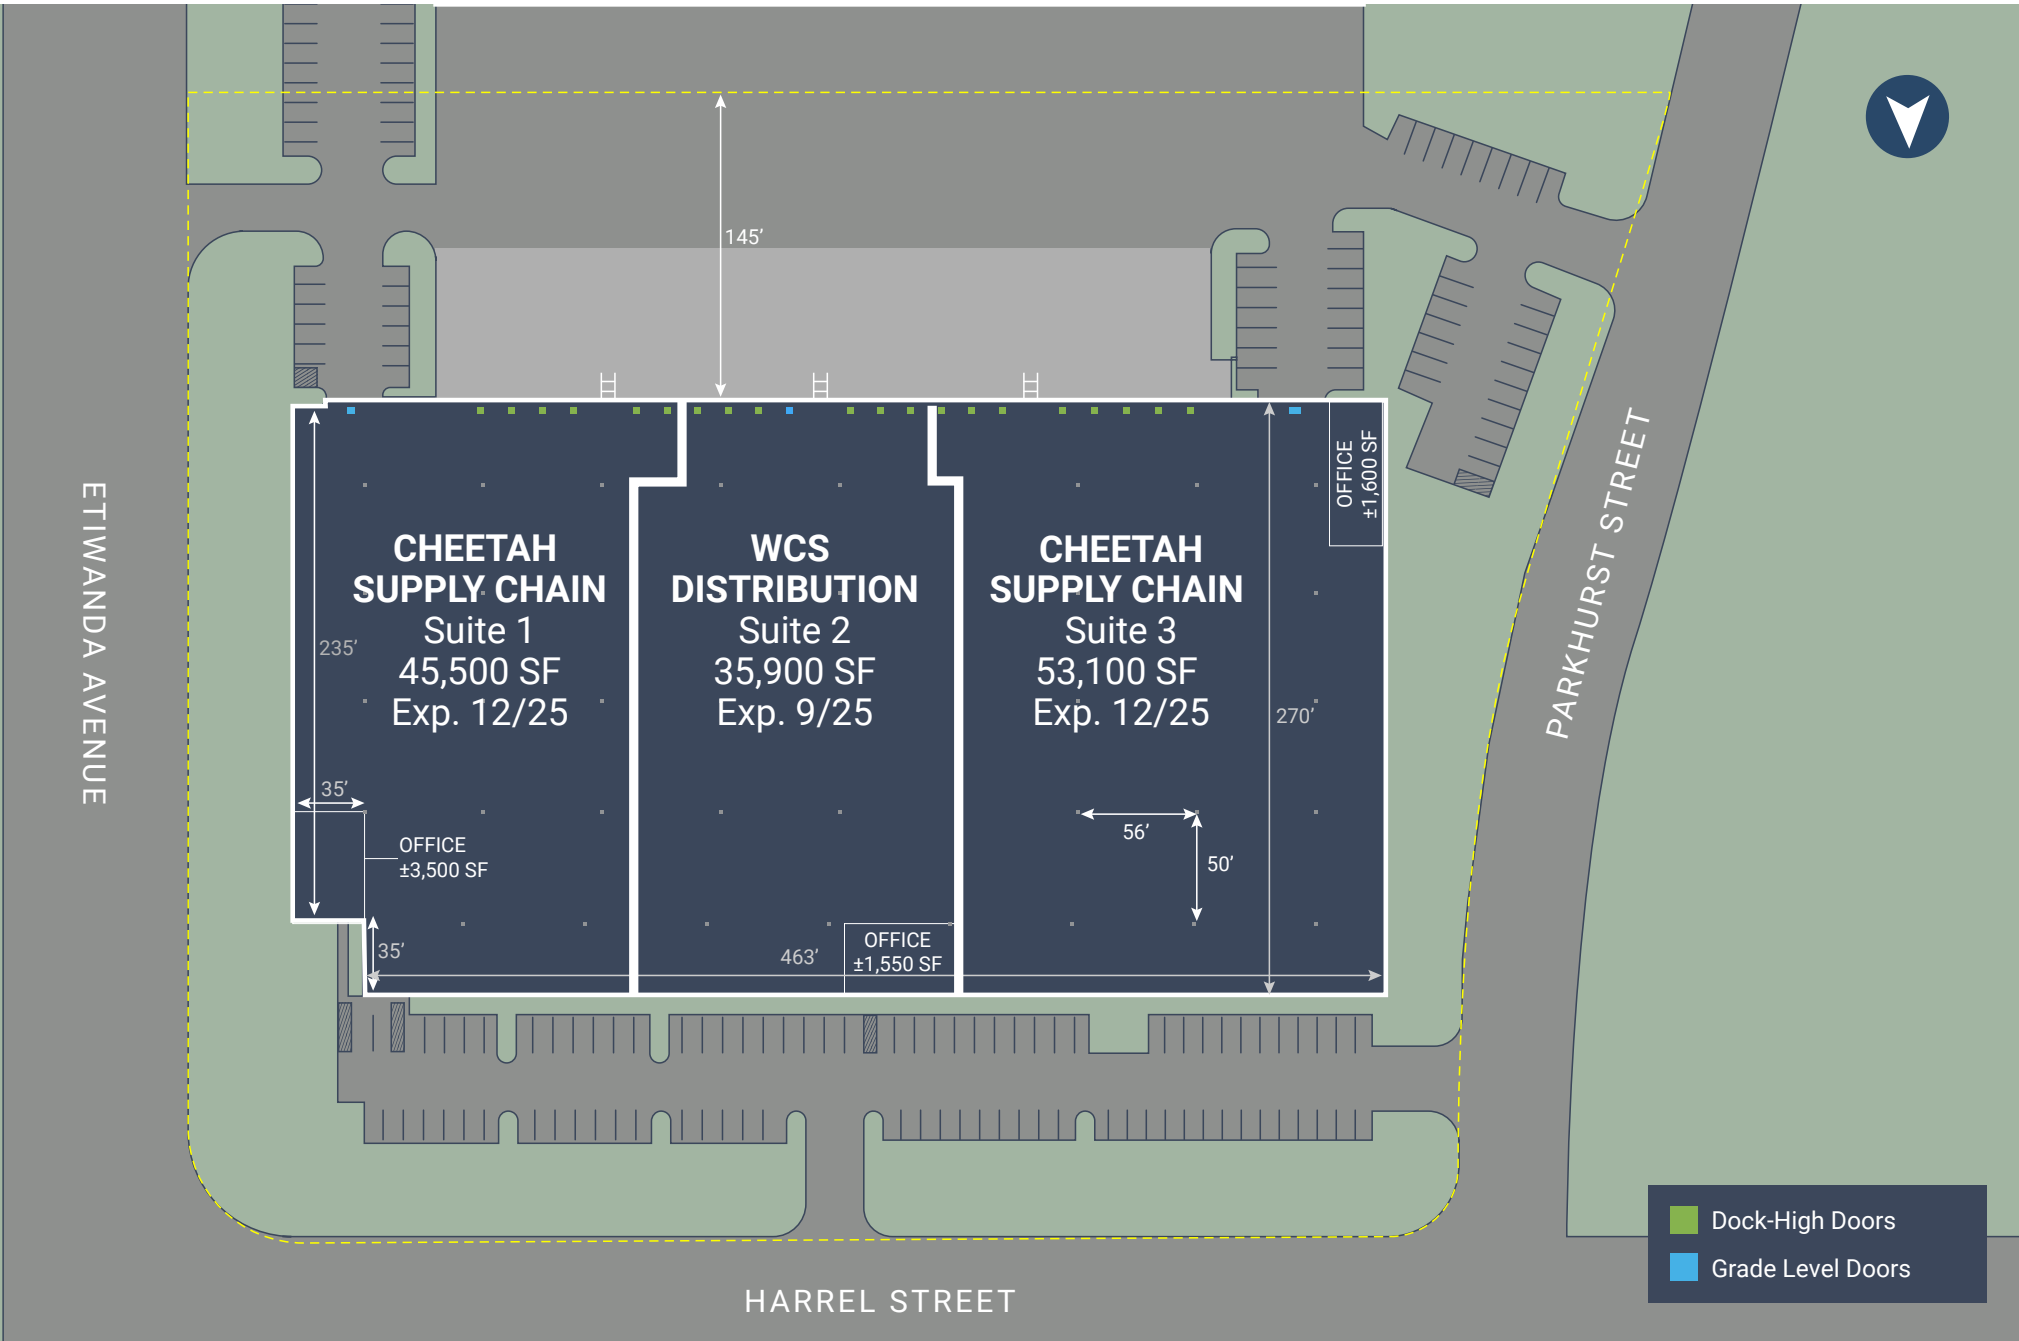 145’
OFFICE
±1,600 SF
ETIWANDA AVENUE
PARKHURST STREET
CHEETAH
SUPPLY CHAIN
Suite 1
45,500 SF
Exp. 12/25
WCS
DISTRIBUTION
Suite 2
35,900 SF
Exp. 9/25
CHEETAH
SUPPLY CHAIN
Suite 3
53,100 SF
Exp. 12/25
235’
270’
35’
56’
50’
OFFICE
±3,500 SF
35’
463’
OFFICE
±1,550 SF
Dock-High Doors
Grade Level Doors
HARREL STREET